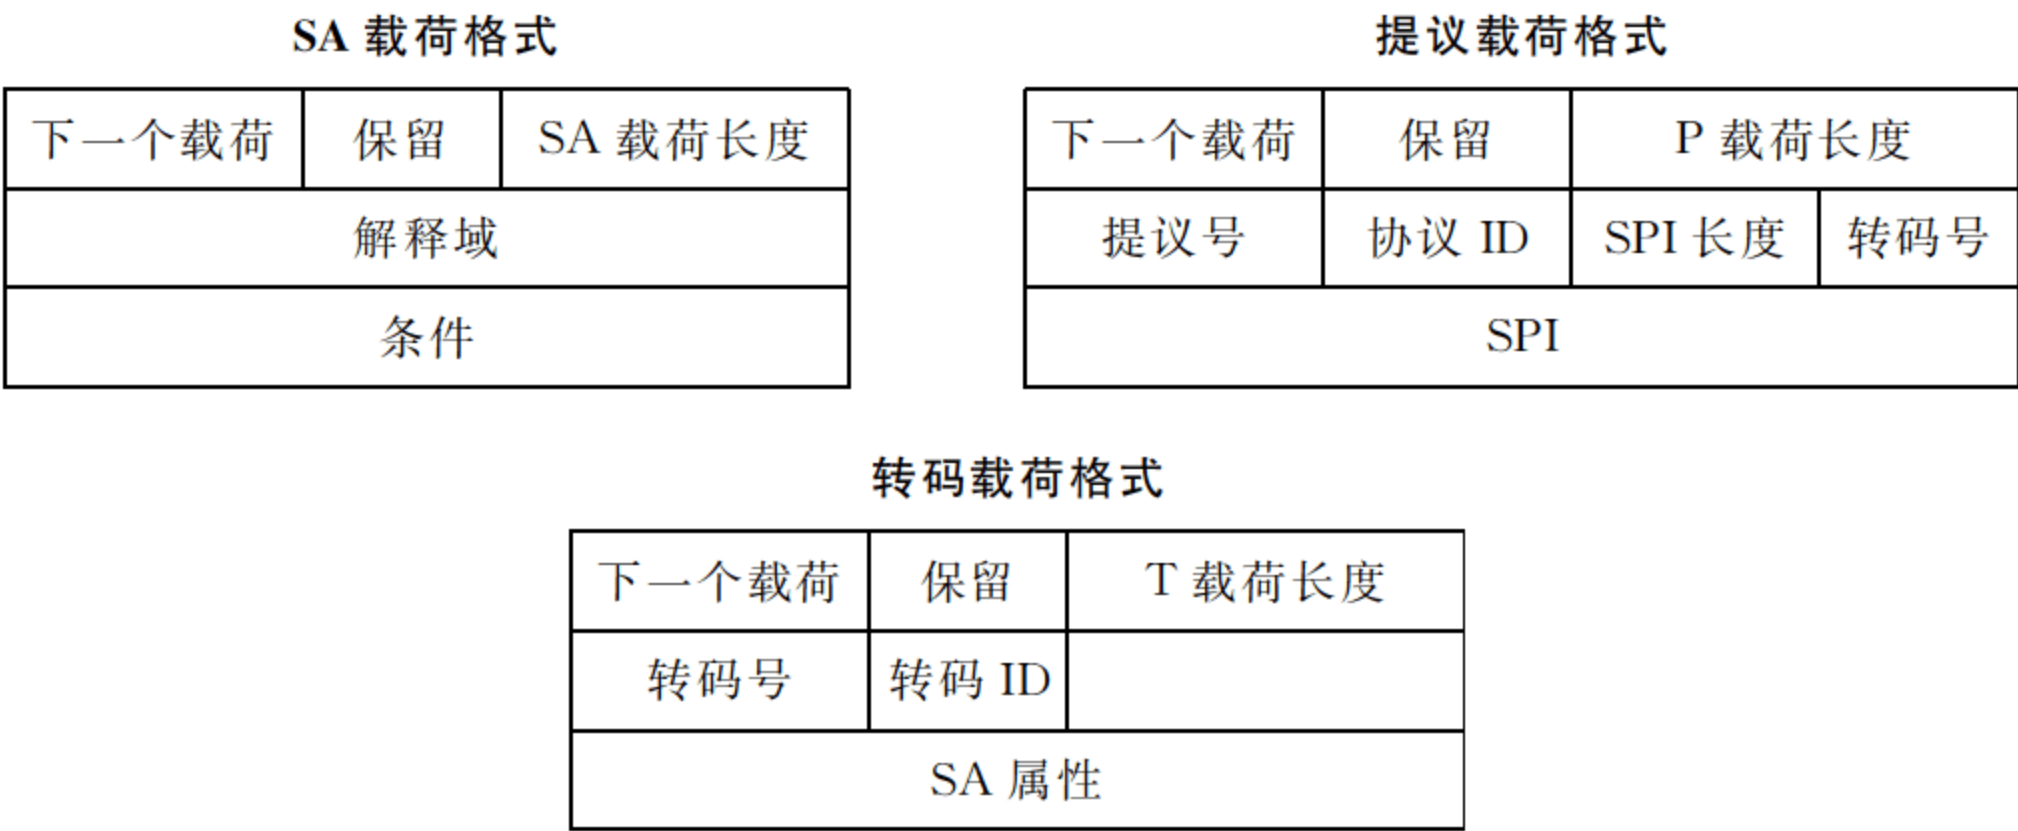 SA 载荷格式
下一个载荷 保留 SA 载荷长度
解释域
条件
提议载荷格式
下一个载荷 保留 P 载荷长度
提议号 协议 ID SPI 长度 转码号
SPI
转码载荷格式
下一个载荷 保留 T 载荷长度
转码号 转码 ID
SA 属性